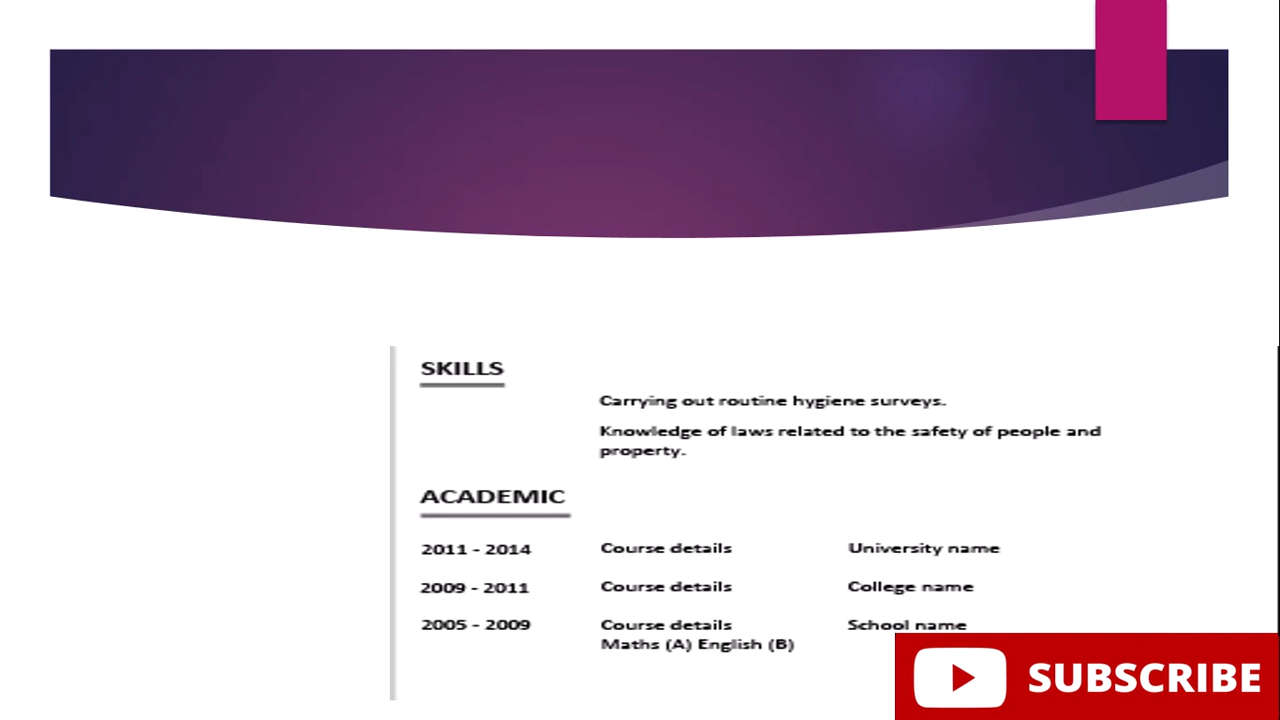 SKILLS
Carrying out routine hygiene surveys.
Knowledge of laws related to the safety of people and
property.
ACADEMIC
2011 - 2014 Course details University name
2009 - 2011 Course details College name
2005 - 2009 Course details School name
Maths (A) English (B)
SUBSCRIBE